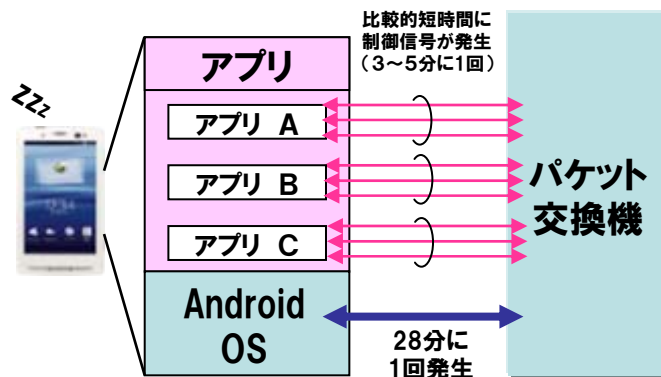 比較的短時間に
制御信号が発生
（３～５分に１回）
アプリ
ZZZ
アプリ A
アプリ B
アプリ C
パケット
交換機
Android
OS
28分に
1回発生